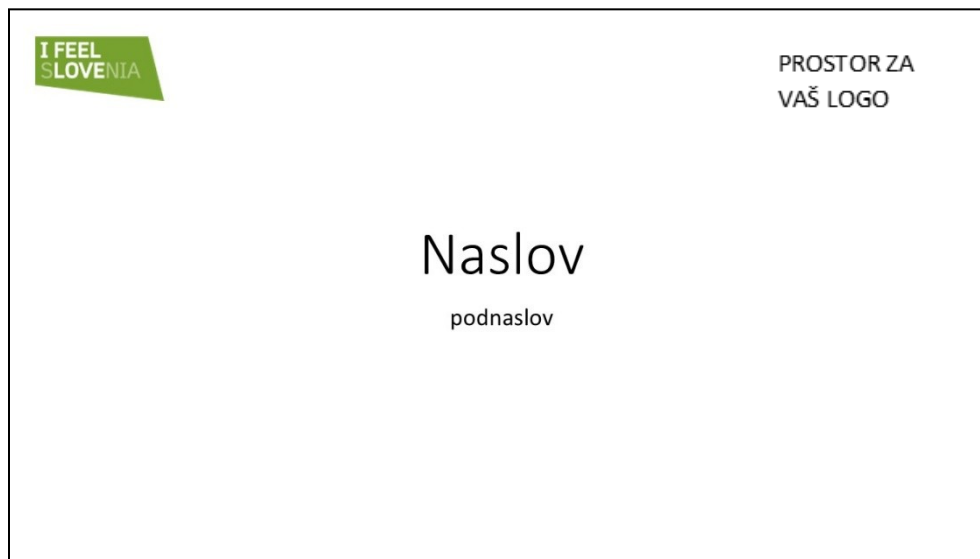 I FEEL
SLOVENIA
PROSTOR ZA
VAŠ LOGO
Naslov
podnaslov